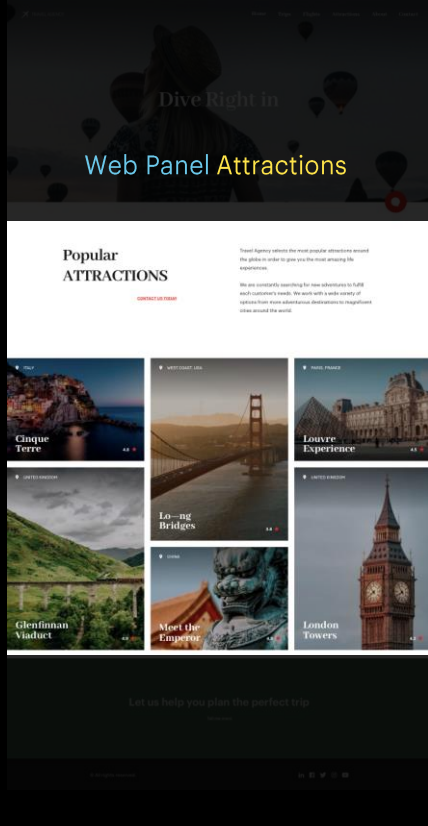 Dive Right in
Web Panel Attractions
Popular
ATTRACTIONS
CONTACT US TODAY
Travel Agency selects the most popular attractions around
the globe in order to give you the most amazing life
experiences.
We are constantly searching for new adventures to fulfill
each customer's needs. We work with a wide variety of
options from more adventurous destinations to magnificent
cities around the world.
ITALY
Cinque
Terre
4.9
WEST COAST, USA
Lo—ng
Bridges
PARIS, FRANCE
Louvre
Experience
UNITED KINGDOM
Glenfinnan
Viaduct
CHINA
Meet the
Emperor
UNITED KINGDOM
London
Towers
Let us help you plan the perfect trip